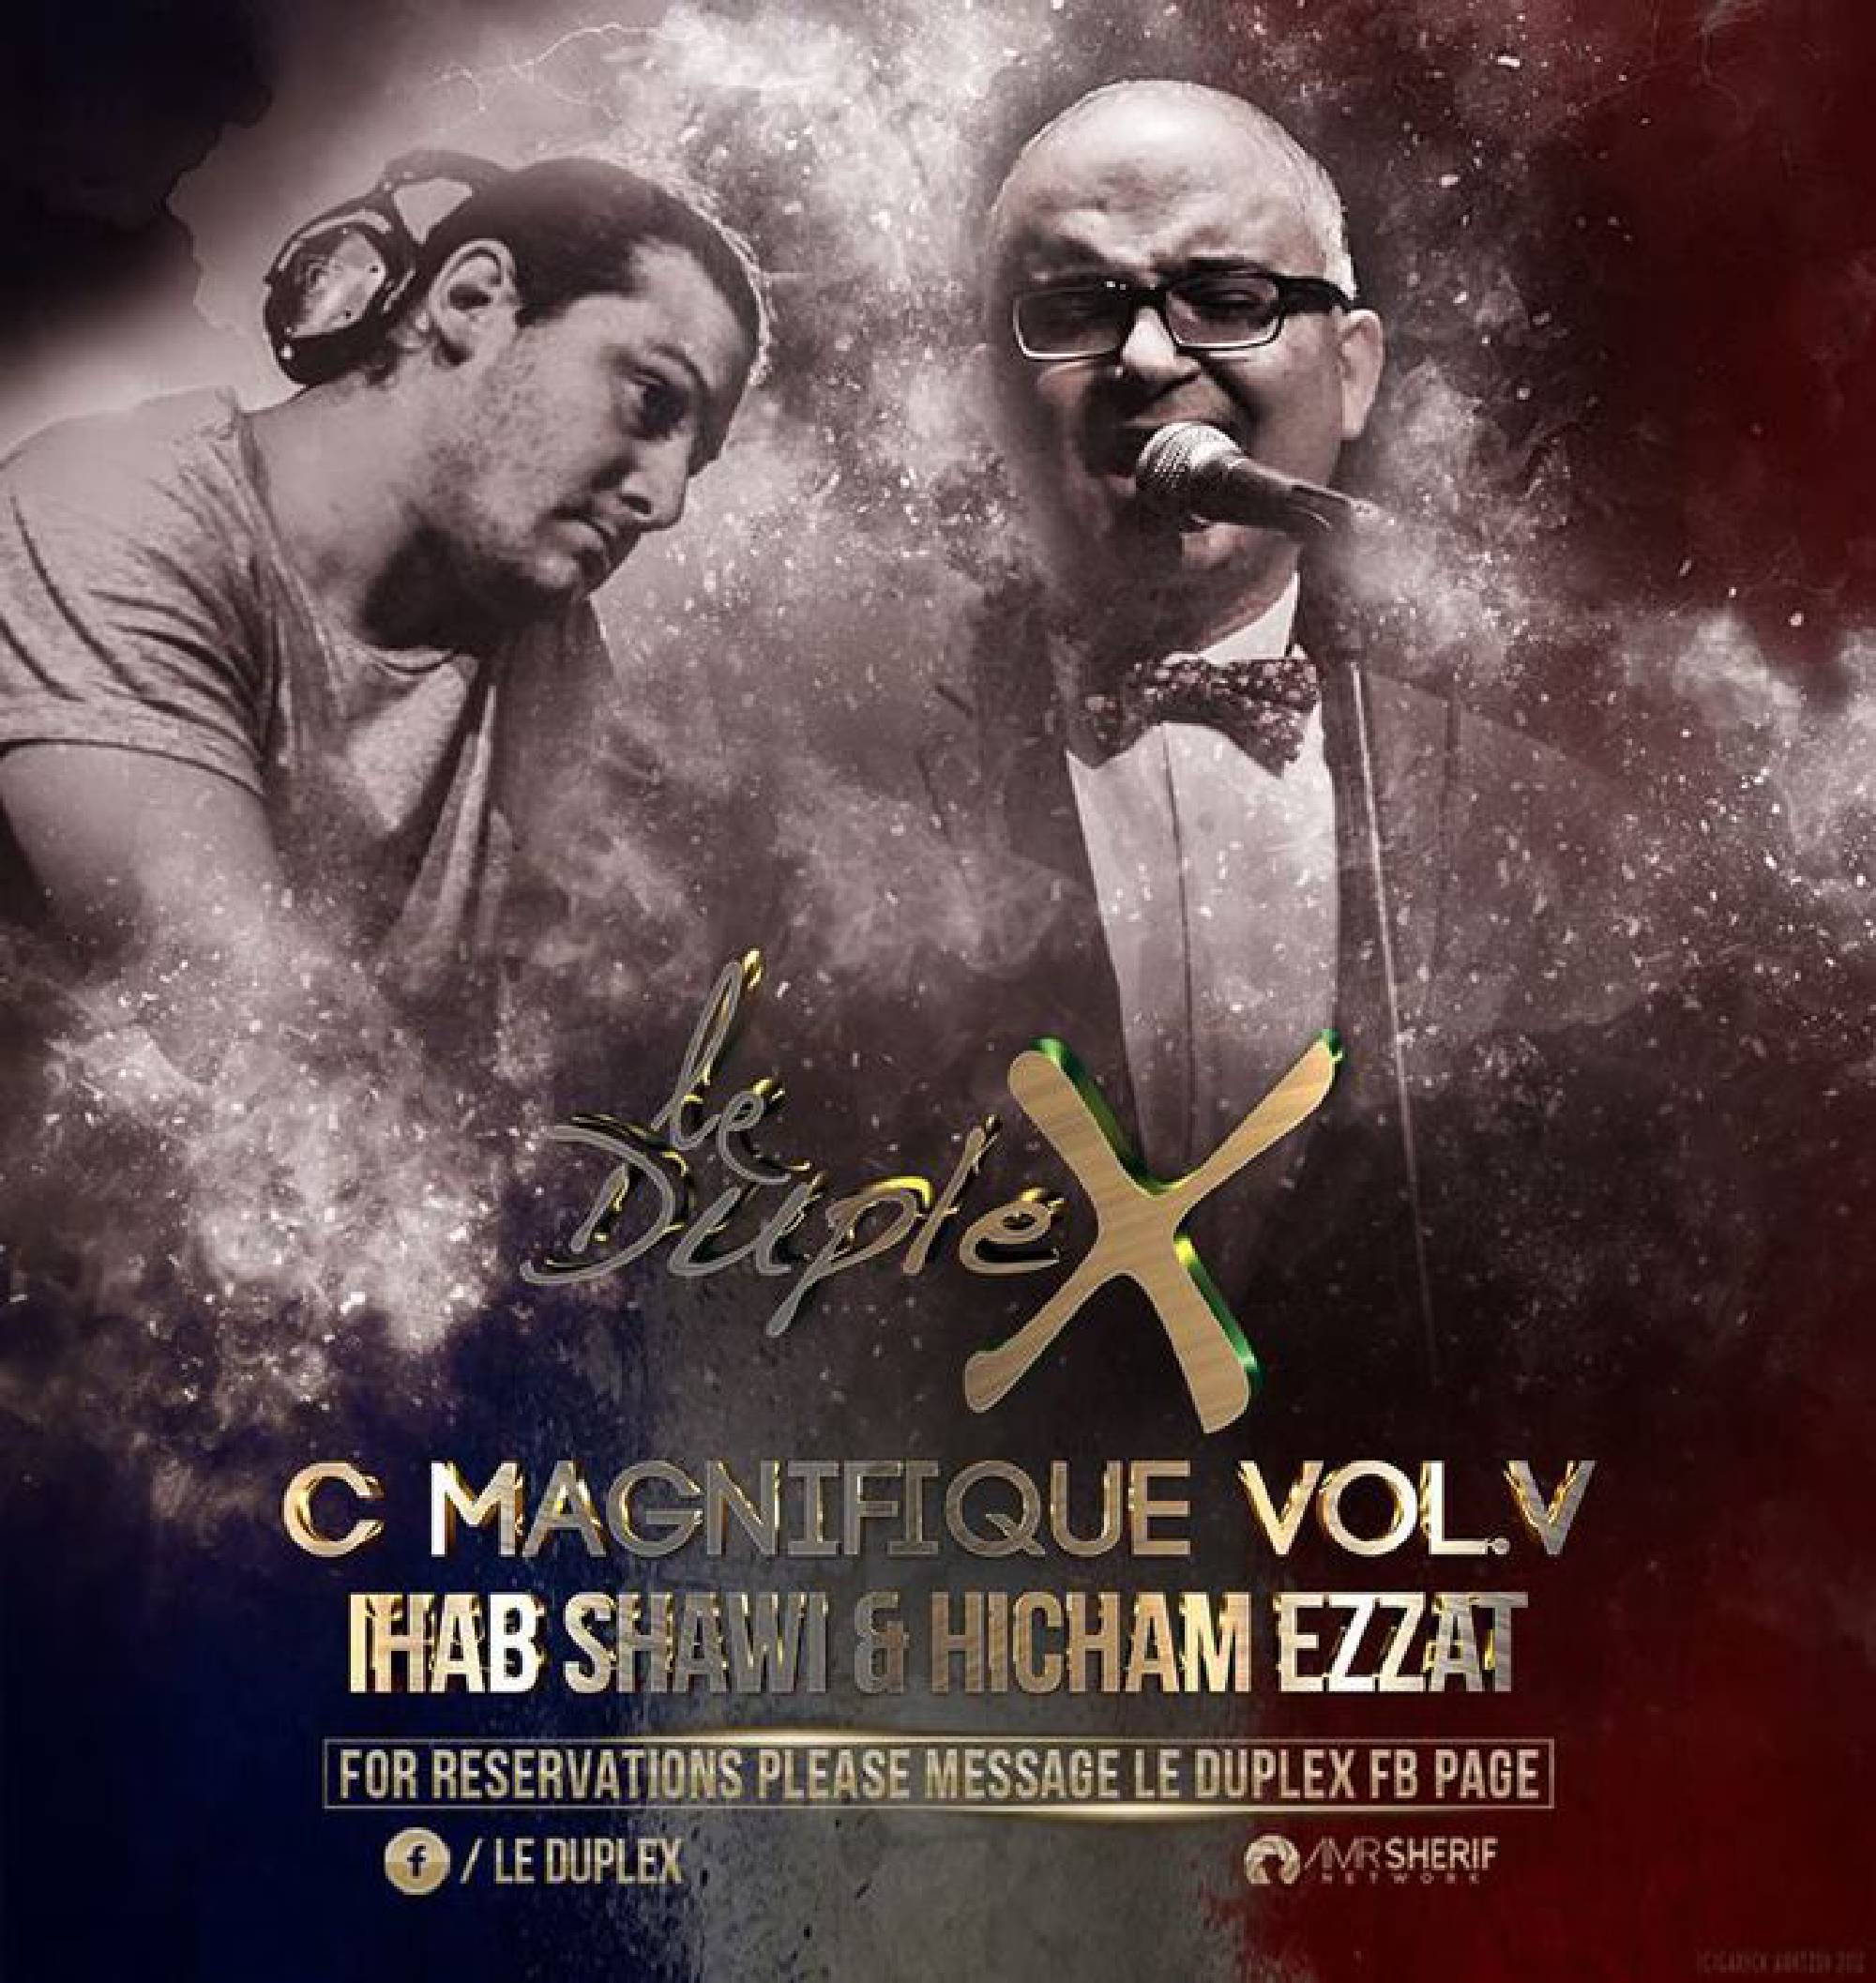 le
DupleX
C MAGNIFIQUE VOL.V
IHAB SHAWI & HICHAM EZZAT
FOR RESERVATIONS PLEASE MESSAGE LE DUPLEX FB PAGE
f / LE DUPLEX
AMR SHERIF
NETWORK